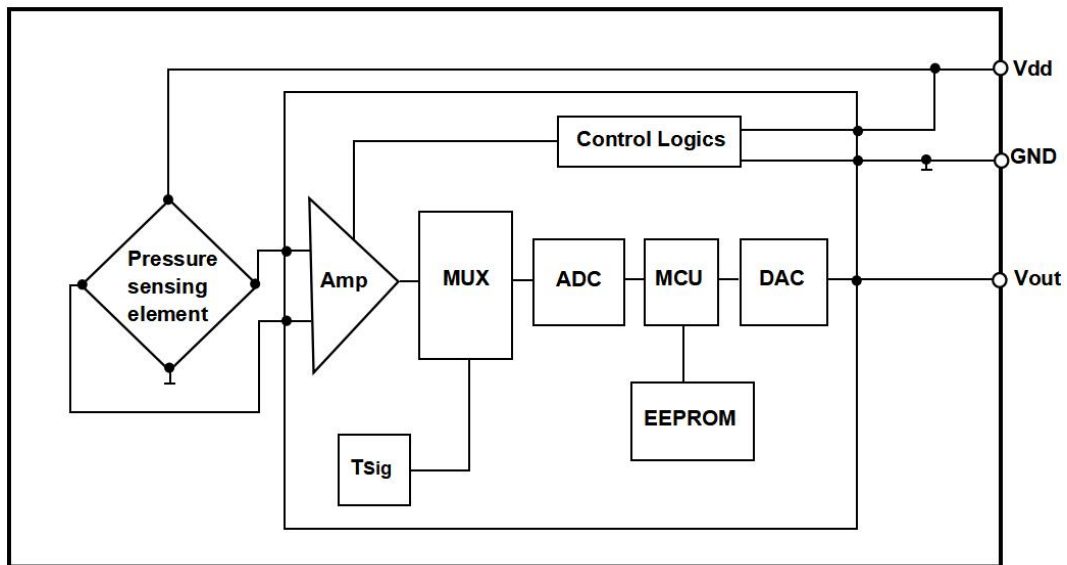 Vdd
Control Logics
GND
Pressure
sensing
element
Amp
MUX
ADC
MCU
DAC
Vout
EEPROM
Tsig